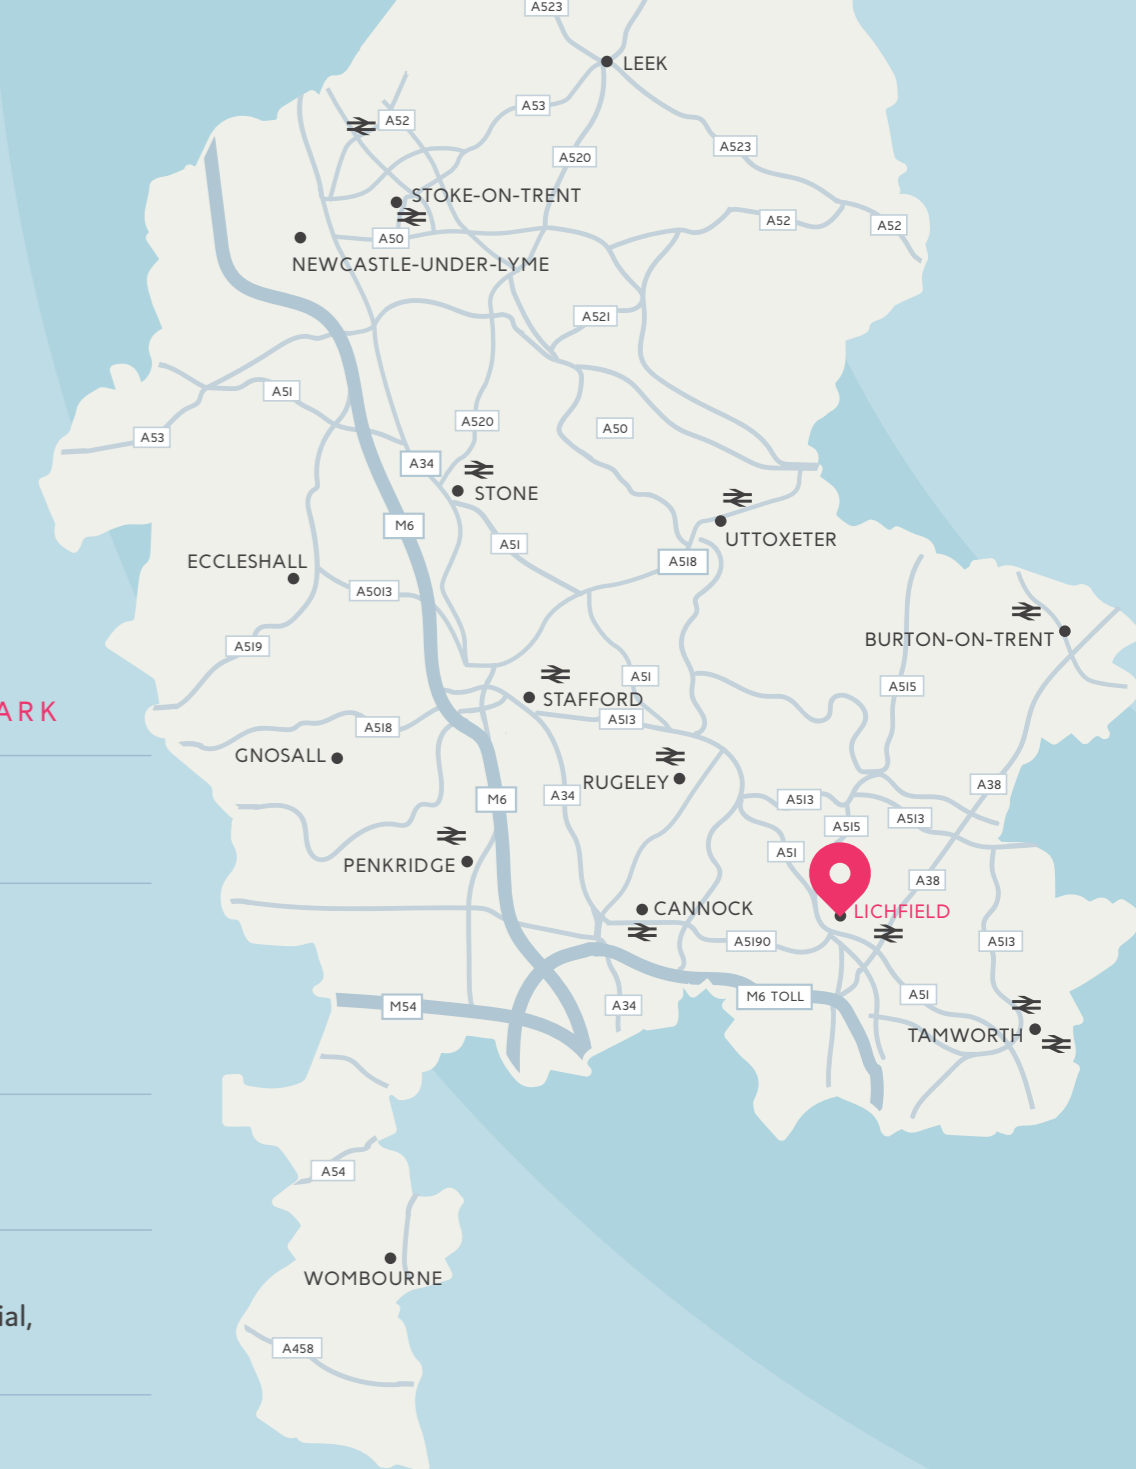 A523
LEEK
A53
A52
A520
A523
STOKE-ON-TRENT
A52
A52
A50
NEWCASTLE-UNDER-LYME
A521
A51
A520
A50
A53
A34
STONE
M6
UTTOXETER
A51
ECCLESHALL
A518
A5013
BURTON-ON-TRENT
A519
A51
A515
STAFFORD
ARK
A513
A518
GNOSALL
RUGELEY
A38
M6
A34
A513
A513
A515
A51
PENKRIDGE
A38
CANNOCK
LICHFIELD
A5190
A513
M6 TOLL
A51
M54
A34
TAMWORTH
A54
WOMBOURNE
ial,
A458